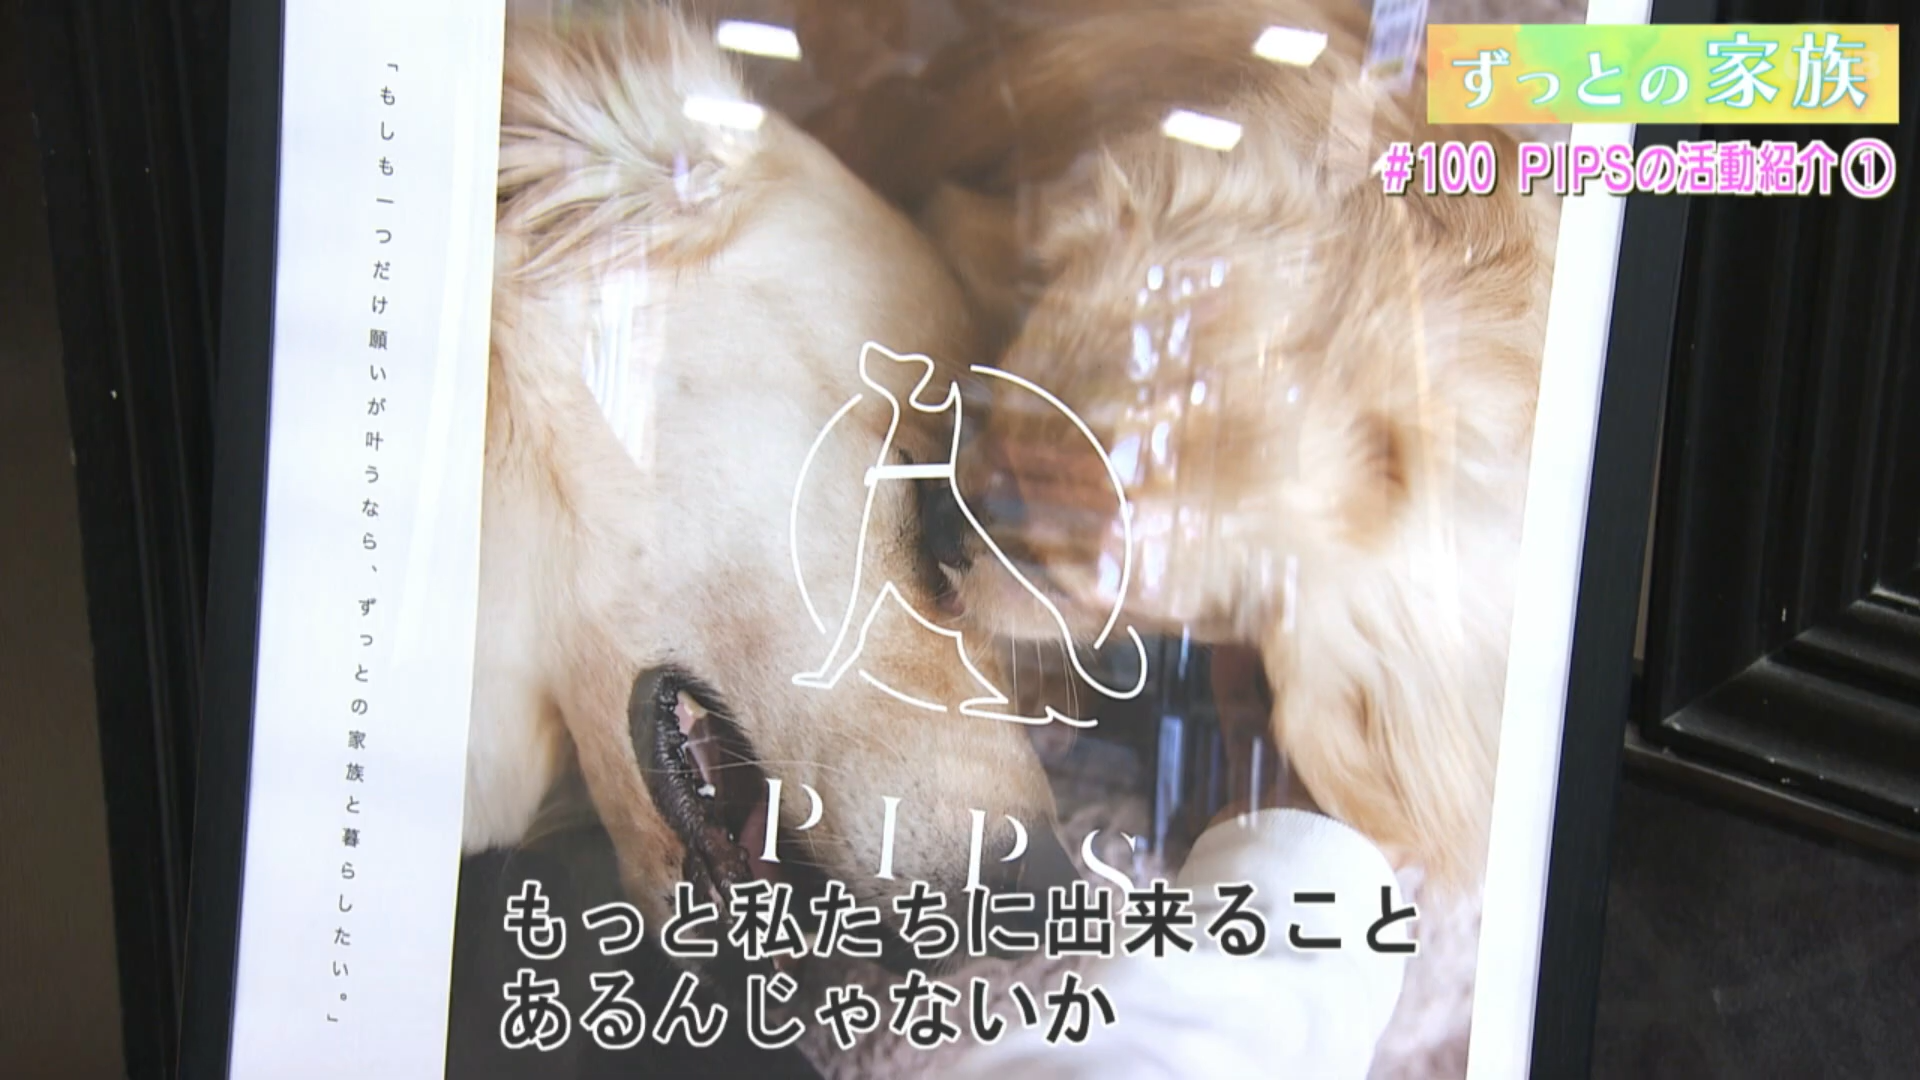 ずっとの家族
#100 PIPSの活動紹介①
「もしも一つだけ願いが叶うなら、ずっとの家族と暮らしたい。」
PIPS
もっと私たちに出来ること
あるんじゃないか